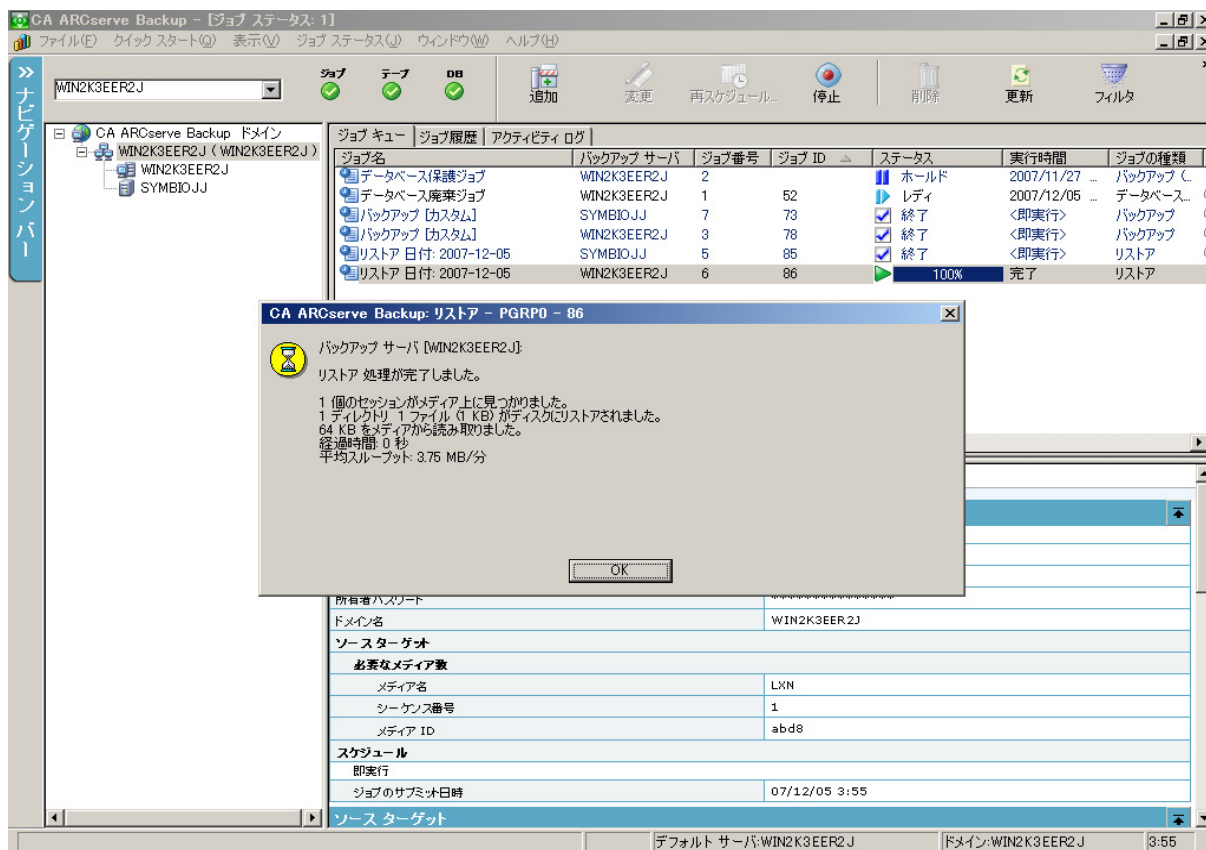 CA ARCserve Backup - [ジョブ ステータス: 1]
ファイル(F) クイック スタート(Q) 表示(V) ジョブ ステータス(J) ウィンドウ(W) ヘルプ(H)
ナビゲーション バー
WIN2K3EER2J
ジョブ テープ DB
追加 変更 再スケジュール... 停止 削除 更新 フィルタ
CA ARCserve Backup ドメイン
WIN2K3EER2J ( WIN2K3EER2J )
WIN2K3EER2J
SYMBIOJJ
ジョブ キュー ジョブ履歴 アクティビティ ログ
ジョブ名 バックアップ サーバ ジョブ番号 ジョブ ID ステータス 実行時間 ジョブの種類
データベース保護ジョブ WIN2K3EER2J 2 ホールド 2007/11/27 ... バックアップ (...
データベース廃棄ジョブ WIN2K3EER2J 1 52 レディ 2007/12/05 ... データベース...
バックアップ [カスタム] SYMBIOJJ 7 73 終了 <即実行> バックアップ
バックアップ [カスタム] WIN2K3EER2J 3 78 終了 <即実行> バックアップ
リストア 日付: 2007-12-05 SYMBIOJJ 5 85 終了 <即実行> リストア
リストア 日付: 2007-12-05 WIN2K3EER2J 6 86 100% 完了 リストア
CA ARCserve Backup: リストア - PGRP0 - 86
バックアップ サーバ [WIN2K3EER2J]:
リストア 処理が完了しました。
1 個のセッションがメディア上に見つかりました。
1 ディレクトリ 1 ファイル (1 KB) がディスクにリストアされました。
64 KB をメディアから読み取りました。
経過時間: 0 秒
平均スループット: 3.75 MB/分
OK
所有者パスワード ****************
ドメイン名 WIN2K3EER2J
ソース ターゲット
必要なメディア数
メディア名 LXN
シーケンス番号 1
メディア ID abd8
スケジュール
即実行
ジョブのサブミット日時 07/12/05 3:55
ソース ターゲット
デフォルト サーバ:WIN2K3EER2J ドメイン:WIN2K3EER2J 3:55